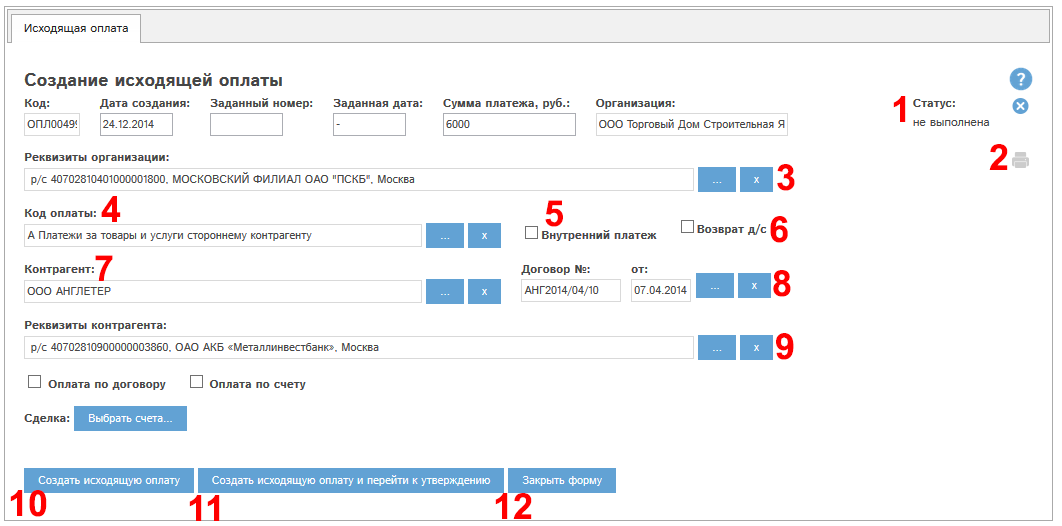 Исходящая оплата
Создание исходящей оплаты
?
Код: Дата создания: Заданный номер: Заданная дата: Сумма платежа, руб.: Организация: 1 Статус:
ОПЛ00499 24.12.2014 - 6000 ООО Торговый Дом Строительная Я не выполнена
2
Реквизиты организации:
р/с 40702810401000001800, МОСКОВСКИЙ ФИЛИАЛ ОАО "ПСКБ", Москва ... x 3
Код оплаты: 4
А Платежи за товары и услуги стороннему контрагенту ... x 5 Внутренний платеж Возврат д/с 6
Контрагент: 7 Договор №: от:
ООО АНГЛЕТЕР ... x АНГ2014/04/10 07.04.2014 ... x 8
Реквизиты контрагента:
р/с 40702810900000003860, ОАО АКБ «Металлинвестбанк», Москва ... x 9
Оплата по договору Оплата по счету
Сделка: Выбрать счета...
Создать исходящую оплату Создать исходящую оплату и перейти к утверждению Закрыть форму
10 11 12